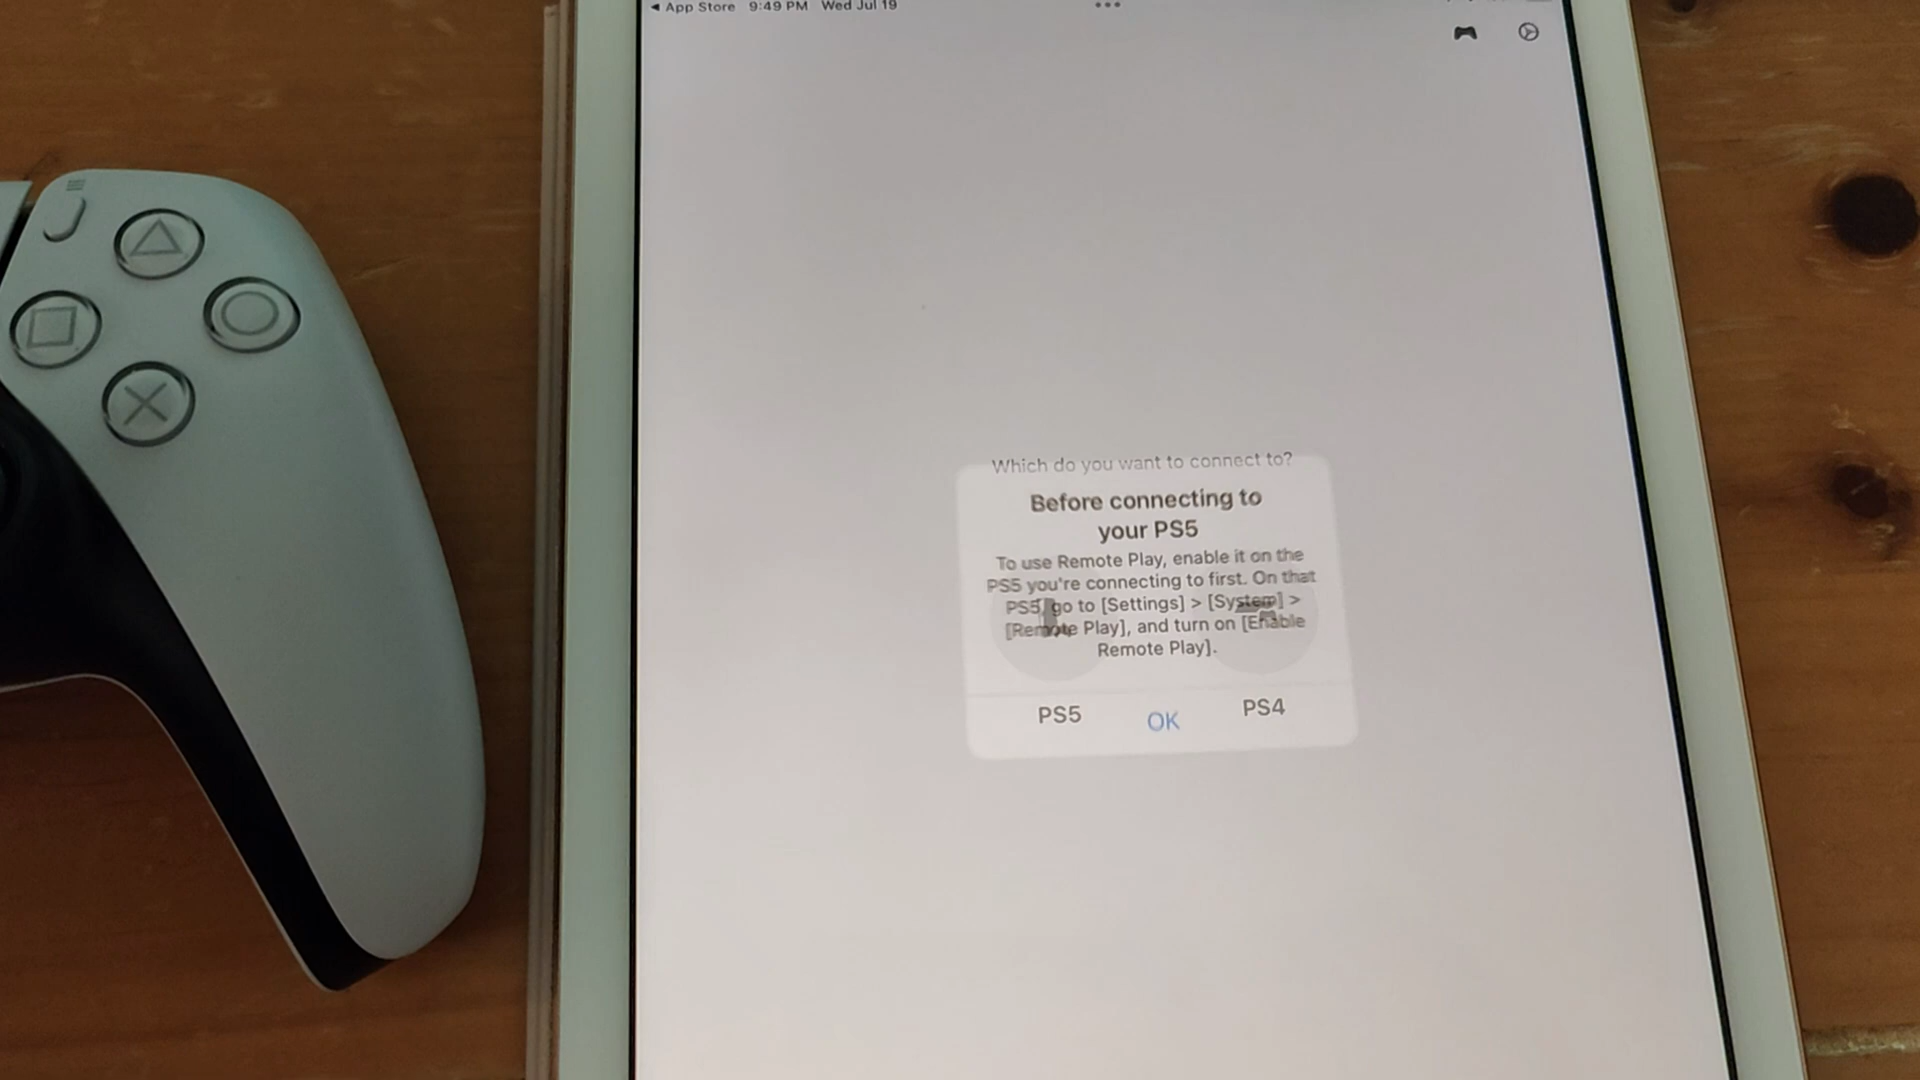 ◄ App Store 9:49 PM Wed Jul 19
Which do you want to connect to?
Before connecting to
your PS5
To use Remote Play, enable it on the
PS5 you're connecting to first. On that
PS5, go to [Settings] > [System] >
[Remote Play], and turn on [Enable
Remote Play].
PS5 OK PS4